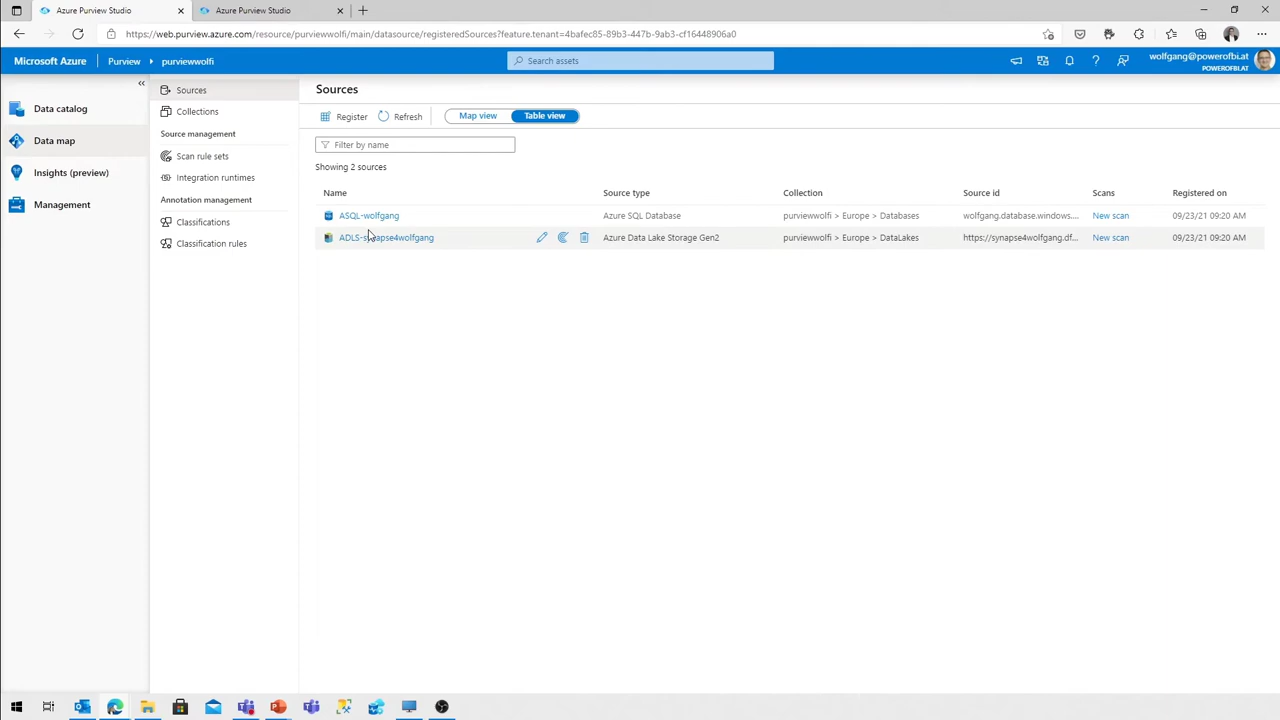 Azure Purview Studio
Azure Purview Studio
https://web.purview.azure.com/resource/purviewwolfi/main/datasource/registeredSources?feature.tenant=4bafec85-89b3-447b-9ab3-cf16448906a0
Microsoft Azure
Purview
purviewwolfi
Search assets
wolfgang@powerofbi.at
POWEROFBI.AT
Data catalog
Data map
Insights (preview)
Management
Sources
Collections
Source management
Scan rule sets
Integration runtimes
Annotation management
Classifications
Classification rules
Sources
Register Refresh Map view Table view
Filter by name
Showing 2 sources
Name Source type Collection Source id Scans Registered on
ASQL-wolfgang Azure SQL Database purviewwolfi > Europe > Databases wolfgang.database.windows.... New scan 09/23/21 09:20 AM
ADLS-synapse4wolfgang Azure Data Lake Storage Gen2 purviewwolfi > Europe > DataLakes https://synapse4wolfgang.df... New scan 09/23/21 09:20 AM